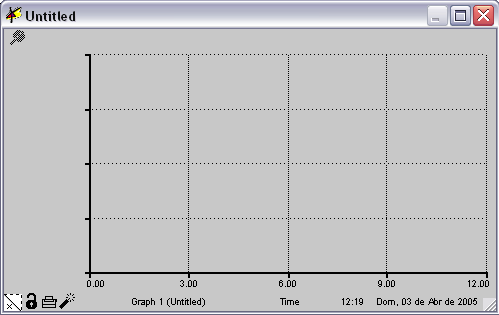 Untitled
0.00 3.00 6.00 9.00 12.00
Graph 1 (Untitled) Time 12:19 Dom, 03 de Abr de 2005